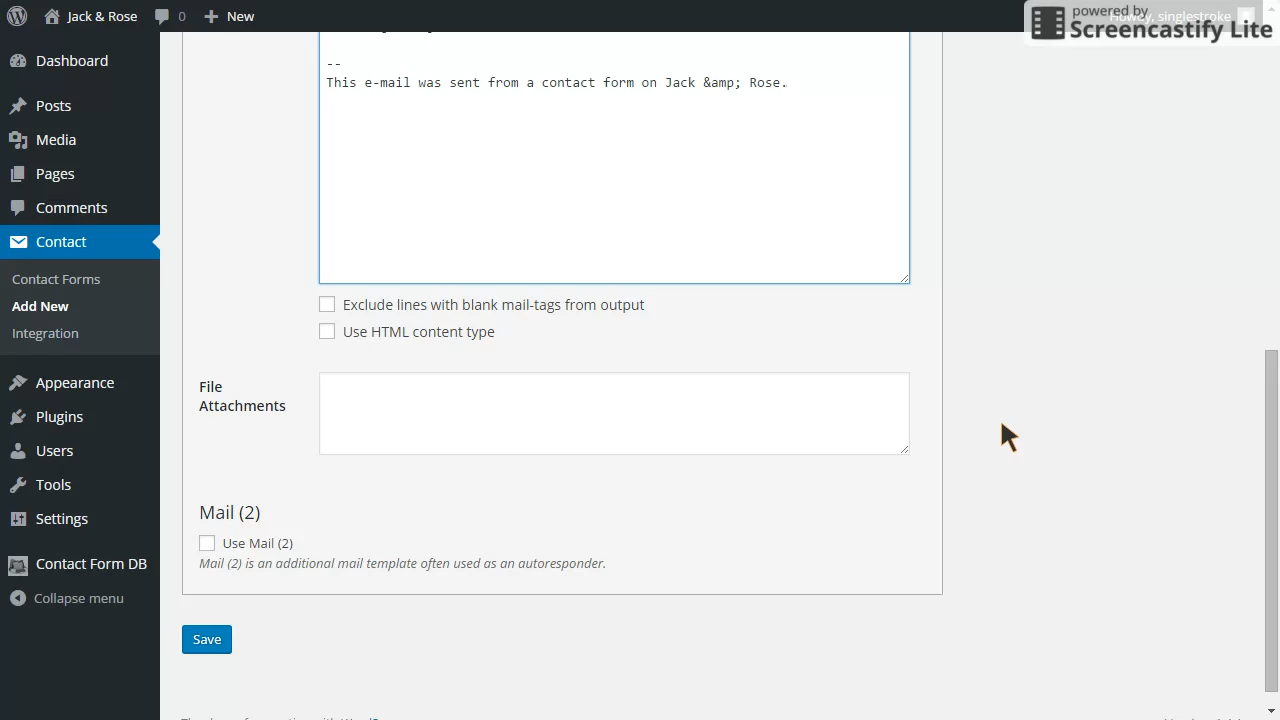 Jack & Rose
0
New
Howdy, singlestroke
powered by
Screencastify Lite
Dashboard
Posts
Media
Pages
Comments
Contact
Contact Forms
Add New
Integration
Appearance
Plugins
Users
Tools
Settings
Contact Form DB
Collapse menu
--
This e-mail was sent from a contact form on Jack &amp; Rose.
Exclude lines with blank mail-tags from output
Use HTML content type
File
Attachments
Mail (2)
Use Mail (2)
Mail (2) is an additional mail template often used as an autoresponder.
Save